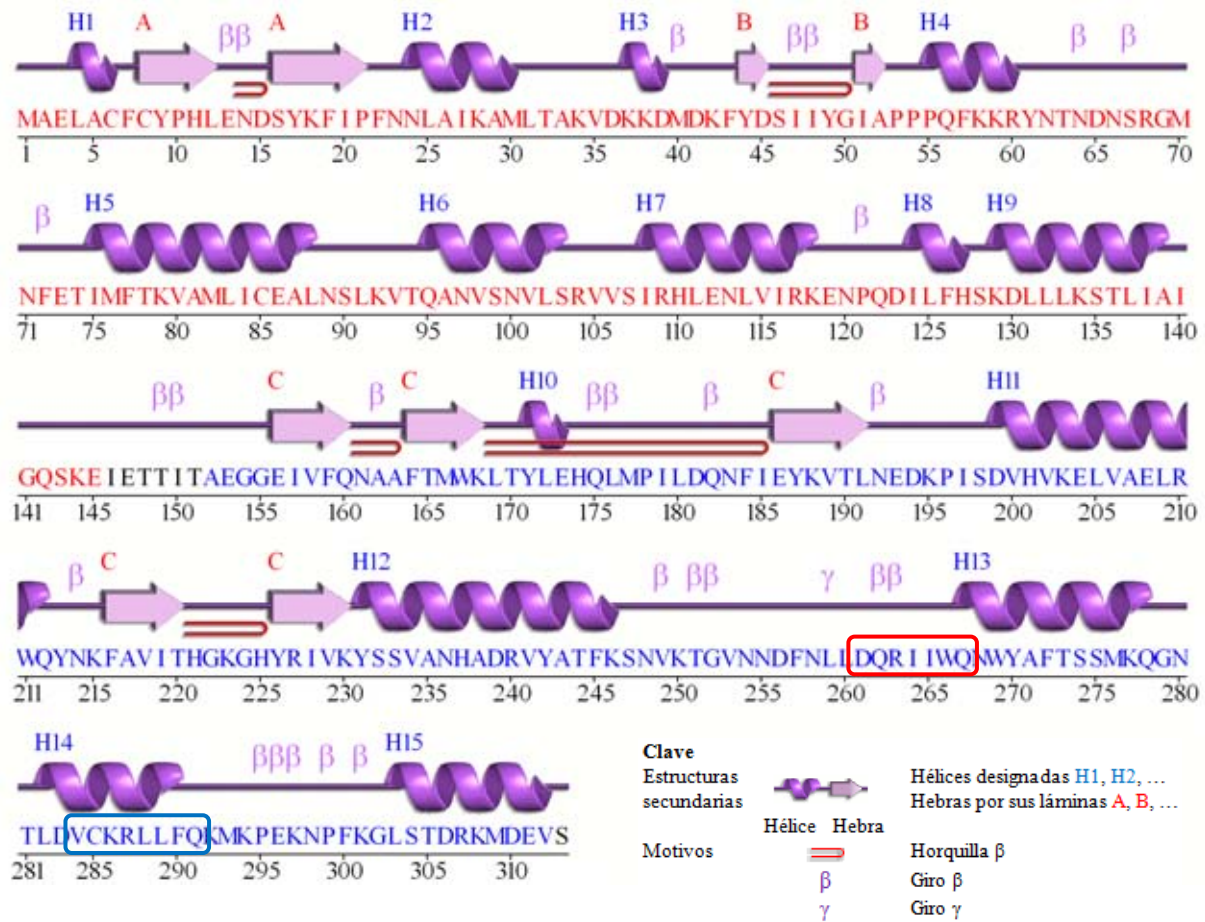 H1 A ββ A H2 H3 β B ββ B H4 β β
MAELACFCYPHLENDSYKFIPFNNLAIKAMLTAKVDKKDMDKFYDSIIYGIAPPPQFKKRYNTNDNSRGM
1 5 10 15 20 25 30 35 40 45 50 55 60 65 70
β H5 H6 H7 β H8 H9
NFETIMFTKVAMLICEALNSLKVTQANVSNVLSRVVSIRHLENLVIRKENPQDILFHSKDLLLKSTLIAI
71 75 80 85 90 95 100 105 110 115 120 125 130 135 140
ββ C β C H10 ββ β C β H11
GQSKEIETTITAEGGEIVFQNAAFTMWKLTYLEHQLMPILDQNFIEYKVTLNEDKPISDVHVKELVAELR
141 145 150 155 160 165 170 175 180 185 190 195 200 205 210
β C C H12 β ββ γ ββ H13
WQYNKFAVITHGKGHYRIVKYSSVANHADRVYATFKSNVKTGVNNDFNLLDQRIIWQNWYAFTSSMKQGN
211 215 220 225 230 235 240 245 250 255 260 265 270 275 280
H14 βββ β β H15
TLDVCKRLLFQKMKPEKNPFKGLSTDRKMDEVS
281 285 290 295 300 305 310
Clave
Estructuras secundarias
Hélice Hebra
Hélices designadas H1, H2, …
Hebras por sus láminas A, B, …
Motivos Horquilla β
β Giro β
γ Giro γ